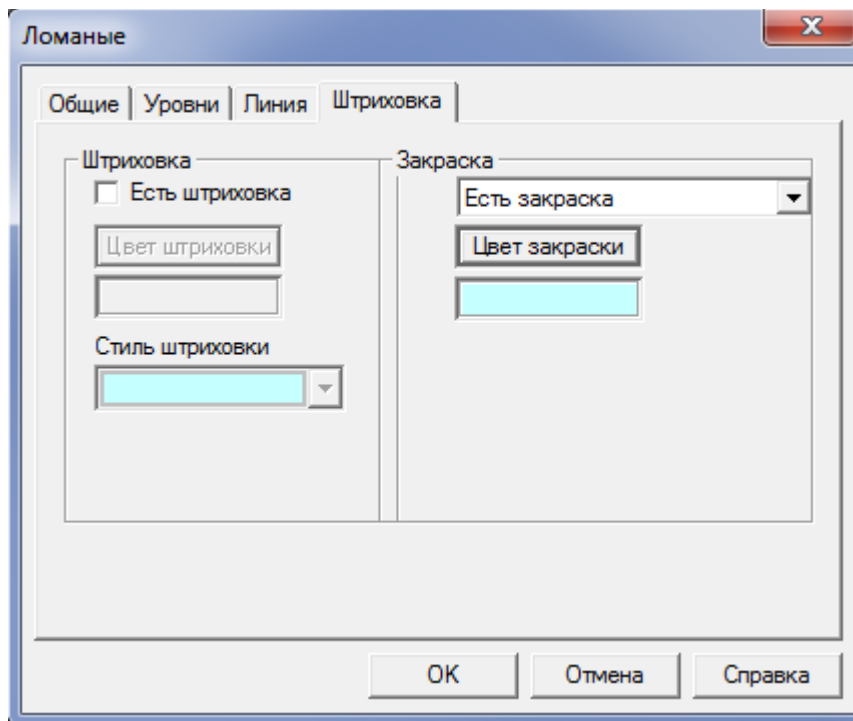 Ломаные
Общие Уровни Линия Штриховка
Штриховка Закраска
Есть штриховка Есть закраска
Цвет штриховки Цвет закраски
Стиль штриховки
OK Отмена Справка